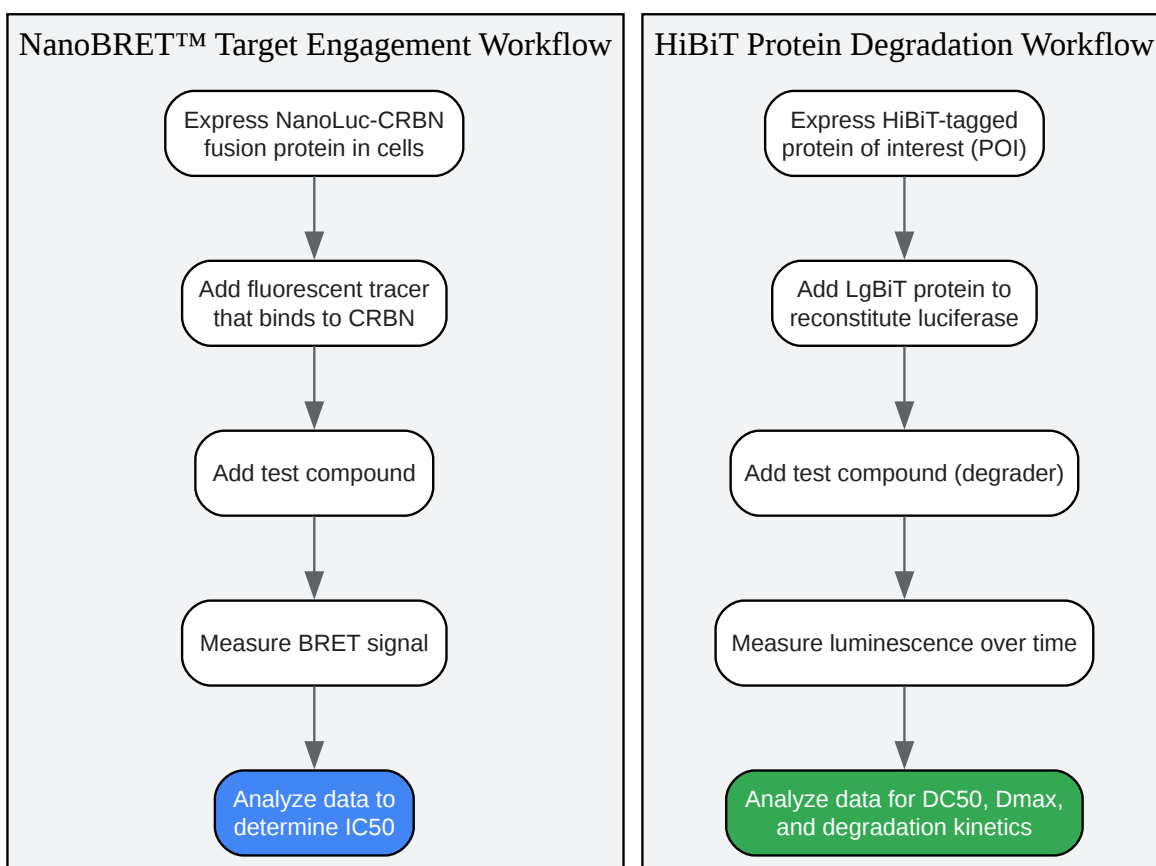 NanoBRET™ Target Engagement Workflow
Express NanoLuc-CRBN
fusion protein in cells
Add fluorescent tracer
that binds to CRBN
Add test compound
Measure BRET signal
Analyze data to
determine IC50
HiBiT Protein Degradation Workflow
Express HiBiT-tagged
protein of interest (POI)
Add LgBiT protein to
reconstitute luciferase
Add test compound (degrader)
Measure luminescence over time
Analyze data for DC50, Dmax,
and degradation kinetics